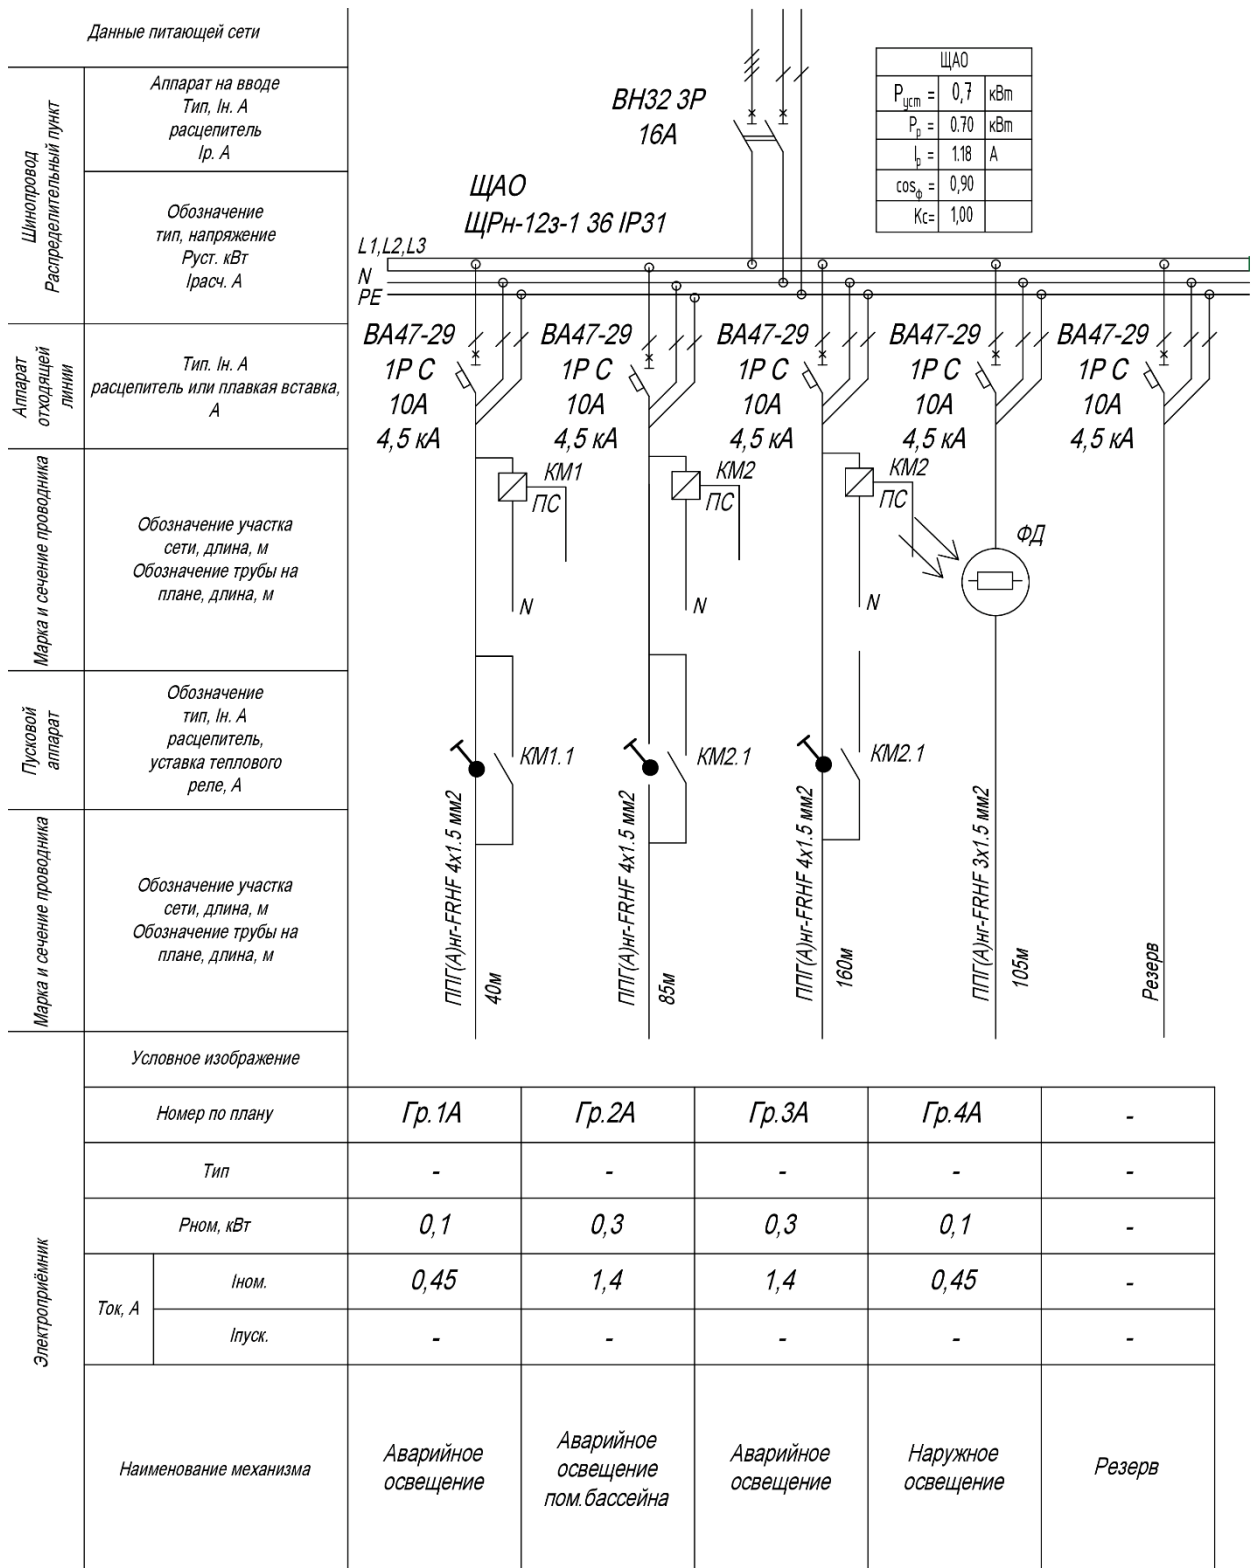 Данные питающей сети
Шинопровод
Распределительный пункт
Аппарат на вводе
Тип, Iн. А
расцепитель
Iр. А
Обозначение
тип, напряжение
Руст. кВт
Iрасч. А
ВН32 3Р
16А
ЩАО
ЩРн-12з-1 36 IP31
ЩАО
Pуст = 0,7 кВт
Pр = 0.70 кВт
Iр = 1.18 А
cosф = 0,90
Кс= 1,00
L1,L2,L3
N
PE
Аппарат
отходящей
линии
Тип. Iн. А
расцепитель или плавкая вставка,
А
ВА47-29
1Р С
10А
4,5 кА
ВА47-29
1Р С
10А
4,5 кА
ВА47-29
1Р С
10А
4,5 кА
ВА47-29
1Р С
10А
4,5 кА
ВА47-29
1Р С
10А
4,5 кА
Марка и сечение проводника
Обозначение участка
сети, длина, м
Обозначение трубы на
плане, длина, м
КМ1
ПС
N
КМ2
ПС
N
КМ2
ПС
N
ФД
Пусковой
аппарат
Обозначение
тип, Iн. А
расцепитель,
уставка теплового
реле, А
КМ1.1
КМ2.1
КМ2.1
Марка и сечение проводника
Обозначение участка
сети, длина, м
Обозначение трубы на
плане, длина, м
ППГ(А)нг-FRHF 4х1.5 мм2
40м
ППГ(А)нг-FRHF 4х1.5 мм2
85м
ППГ(А)нг-FRHF 4х1.5 мм2
160м
ППГ(А)нг-FRHF 3х1.5 мм2
105м
Резерв
Электроприёмник
Условное изображение
Номер по плану Гр.1А Гр.2А Гр.3А Гр.4А -
Тип - - - - -
Рном, кВт 0,1 0,3 0,3 0,1 -
Ток, А
Iном. 0,45 1,4 1,4 0,45 -
Iпуск. - - - - -
Наименование механизма
Аварийное
освещение
Аварийное
освещение
пом.бассейна
Аварийное
освещение
Наружное
освещение
Резерв